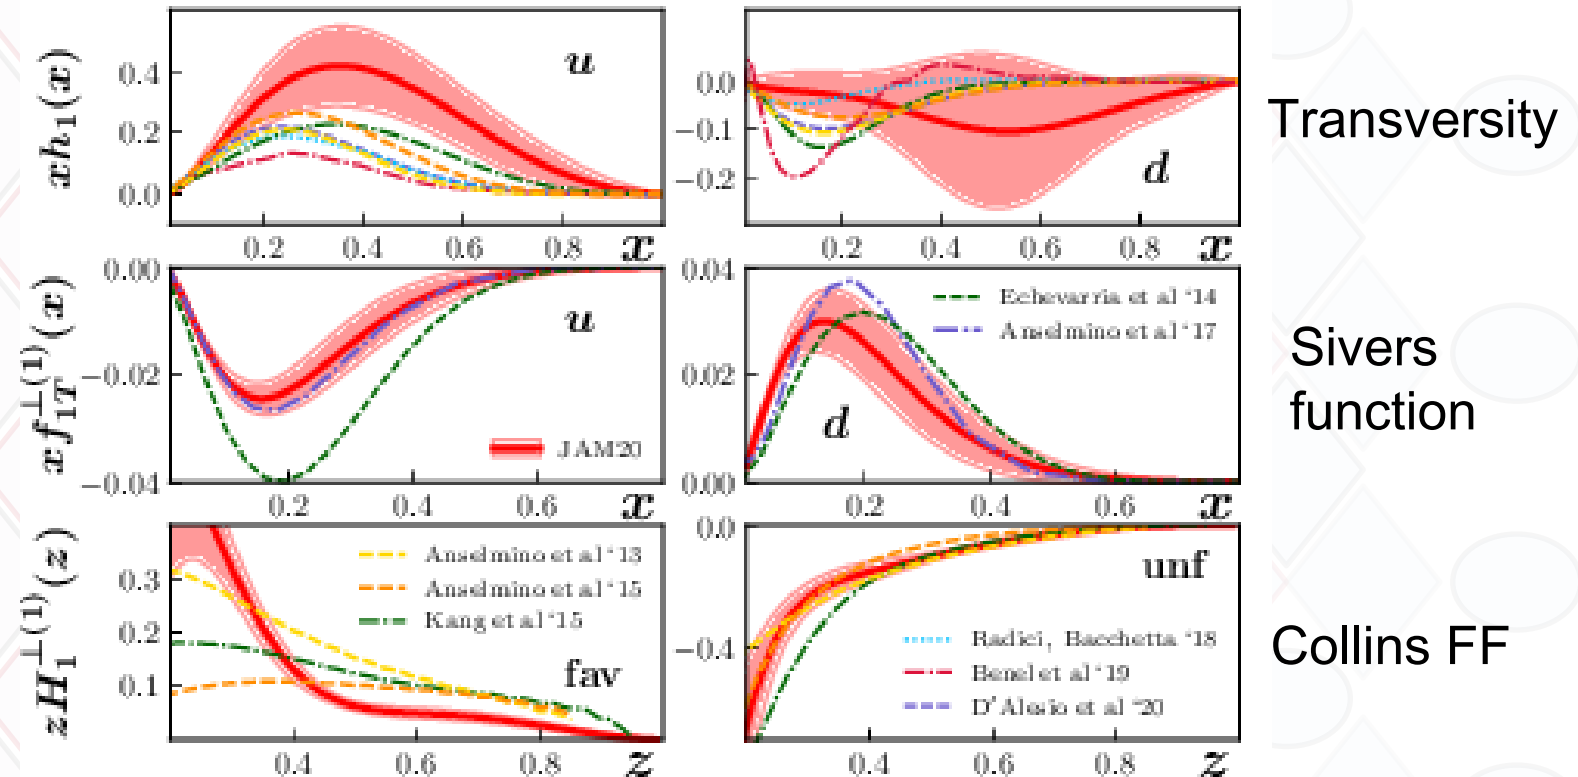 xh₁(x)
0.4
0.2
0.0
u
0.2 0.4 0.6 0.8 x
0.0
−0.1
−0.2
d
0.2 0.4 0.6 0.8 x
Transversity
x f₁T^⊥(1)(x)
0.00
−0.02
−0.04
u
JAM20
0.2 0.4 0.6 x
0.04
0.02
0.00
Echevarria et al '14
Anselmino et al '17
d
0.2 0.4 0.6 x
Sivers
function
zH₁^⊥(1)(z)
0.3
0.2
0.1
Anselmino et al '13
Anselmino et al '15
Kang et al '15
fav
0.4 0.6 0.8 z
0.0
−0.4
unf
Radici, Bacchetta '18
Benel et al '19
D'Alesio et al '20
0.4 0.6 0.8 z
Collins FF